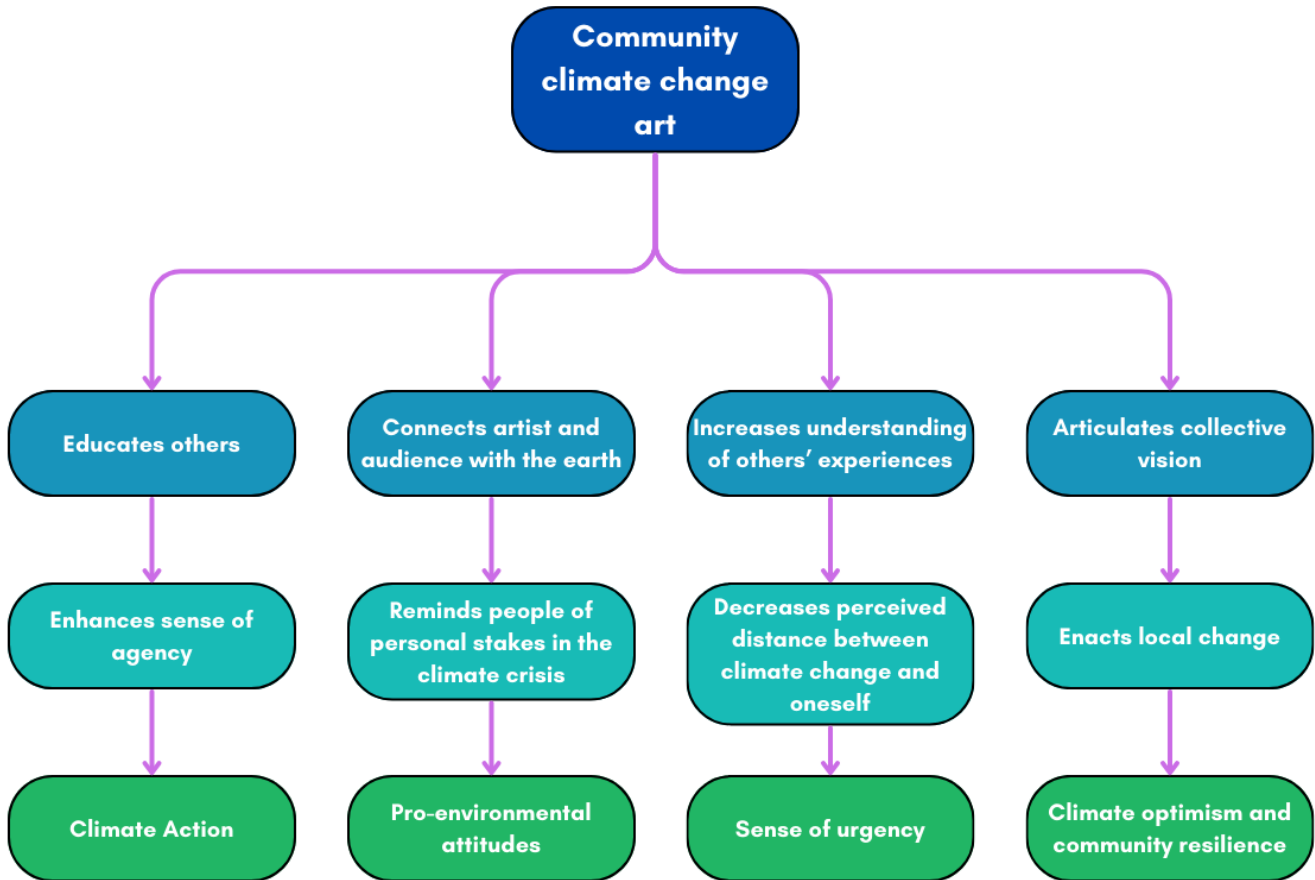 Community
climate change
art
Educates others
Connects artist and
audience with the earth
Increases understanding
of others’ experiences
Articulates collective
vision
Enhances sense of
agency
Reminds people of
personal stakes in the
climate crisis
Decreases perceived
distance between
climate change and
oneself
Enacts local change
Climate Action
Pro-environmental
attitudes
Sense of urgency
Climate optimism and
community resilience